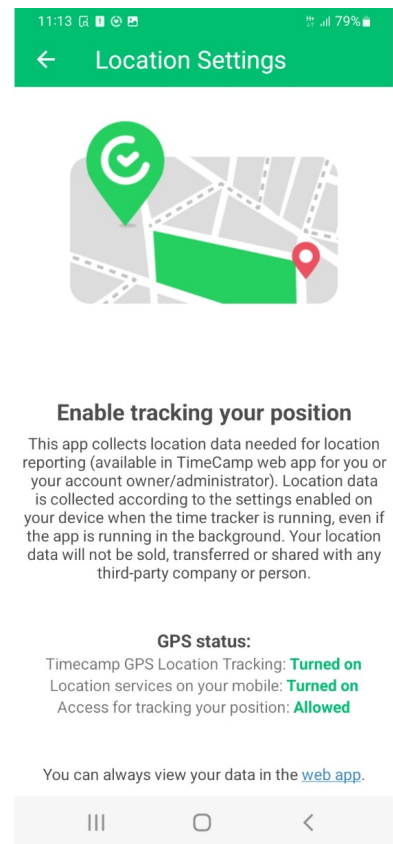 11:13
79%
Location Settings
Enable tracking your position
This app collects location data needed for location
reporting (available in TimeCamp web app for you or
your account owner/administrator). Location data
is collected according to the settings enabled on
your device when the time tracker is running, even if
the app is running in the background. Your location
data will not be sold, transferred or shared with any
third-party company or person.
GPS status:
Timecamp GPS Location Tracking: Turned on
Location services on your mobile: Turned on
Access for tracking your position: Allowed
You can always view your data in the web app.